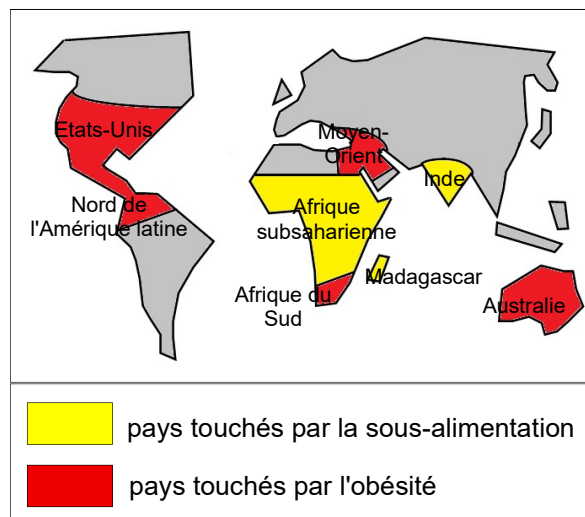 Etats-Unis
Moyen-
Orient
Inde
Nord de
l'Amérique latine
Afrique
subsaharienne
Madagascar
Afrique du
Sud
Australie
pays touchés par la sous-alimentation
pays touchés par l'obésité